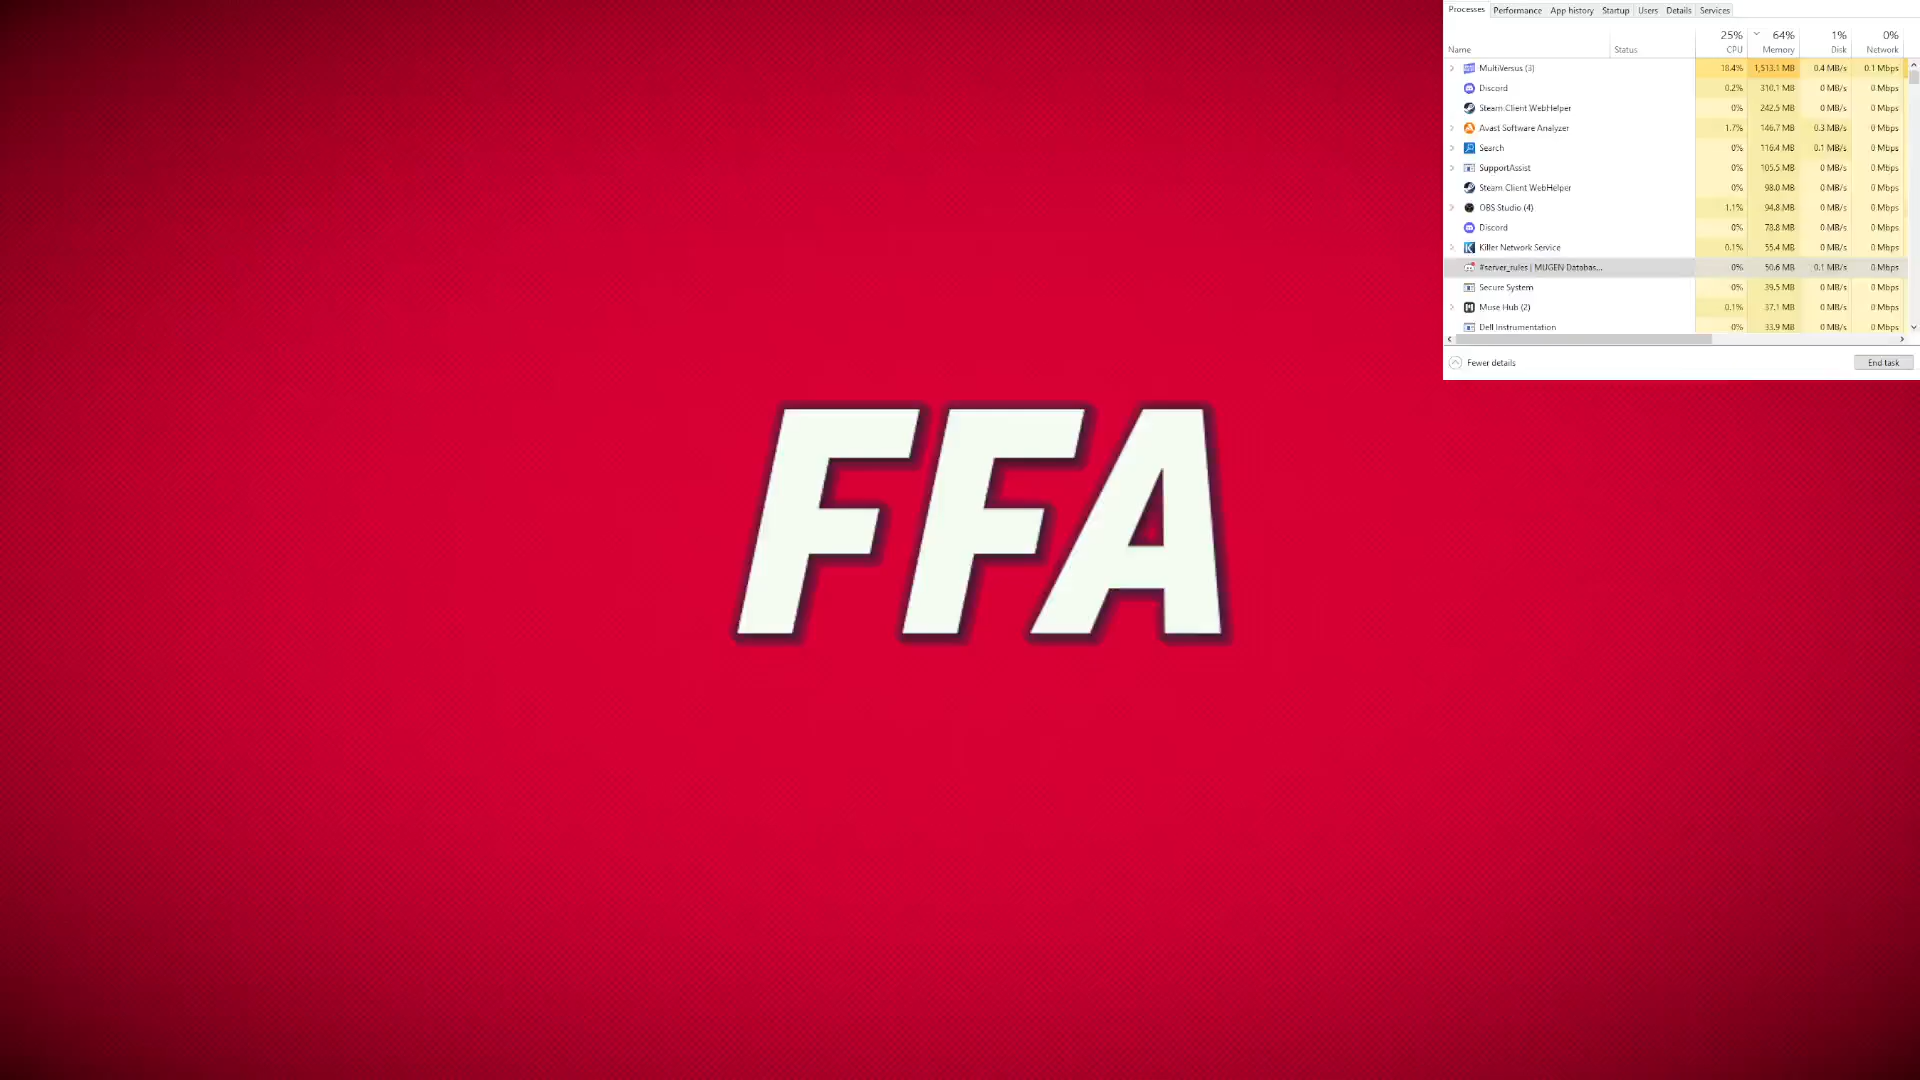 Processes Performance App history Startup Users Details Services
25% 64% 1% 0%
Name Status CPU Memory Disk Network
MultiVersus (3) 18.4% 1,513.1 MB 0.4 MB/s 0.1 Mbps
Discord 0.2% 310.1 MB 0 MB/s 0 Mbps
Steam Client WebHelper 0% 242.5 MB 0 MB/s 0 Mbps
Avast Software Analyzer 1.7% 146.7 MB 0.3 MB/s 0 Mbps
Search 0% 116.4 MB 0.1 MB/s 0 Mbps
SupportAssist 0% 105.5 MB 0 MB/s 0 Mbps
Steam Client WebHelper 0% 98.0 MB 0 MB/s 0 Mbps
OBS Studio (4) 1.1% 94.8 MB 0 MB/s 0 Mbps
Discord 0% 78.8 MB 0 MB/s 0 Mbps
Killer Network Service 0.1% 55.4 MB 0 MB/s 0 Mbps
#server_rules | MUGEN Databas... 0% 50.6 MB 0.1 MB/s 0 Mbps
Secure System 0% 39.5 MB 0 MB/s 0 Mbps
Muse Hub (2) 0.1% 37.1 MB 0 MB/s 0 Mbps
Dell Instrumentation 0% 33.9 MB 0 MB/s 0 Mbps
Fewer details End task
FFA